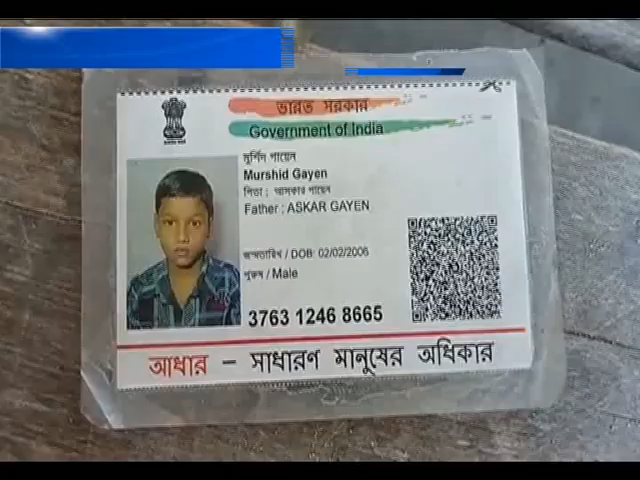 ভারত সরকার
Government of India
মুর্শিদ গায়েন
Murshid Gayen
পিতা : আসকার গায়েন
Father : ASKAR GAYEN
জন্মতারিখ / DOB: 02/02/2006
পুরুষ / Male
3763 1246 8665
আধার – সাধারণ মানুষের অধিকার